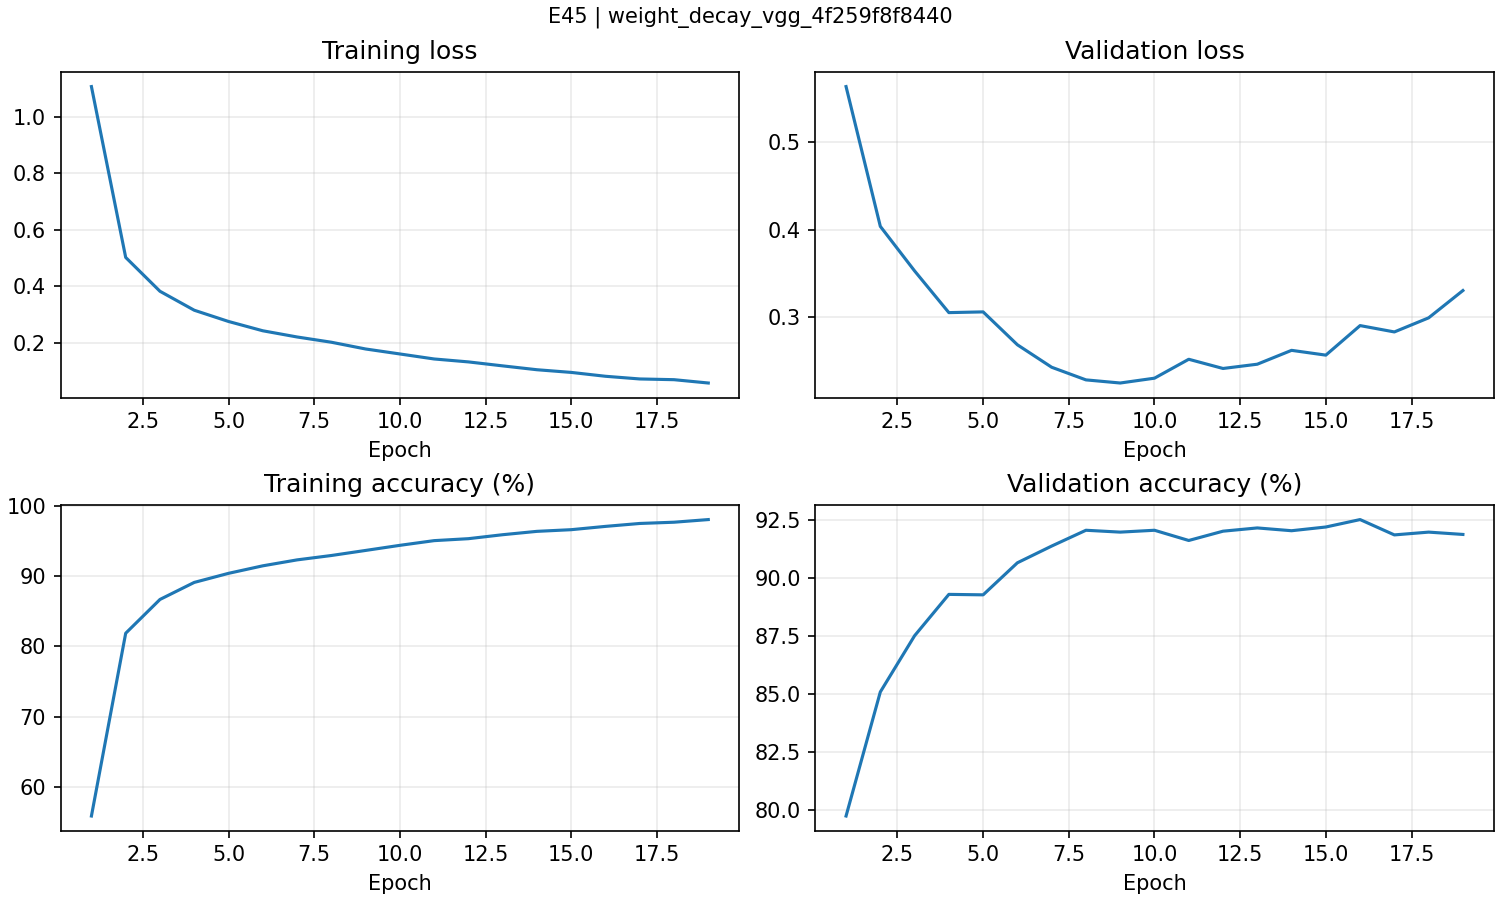 E45 | weight_decay_vgg_4f259f8f8440
Training loss
1.0
0.8
0.6
0.4
0.2
2.5 5.0 7.5 10.0 12.5 15.0 17.5
Epoch
Validation loss
0.5
0.4
0.3
2.5 5.0 7.5 10.0 12.5 15.0 17.5
Epoch
Training accuracy (%)
100
90
80
70
60
2.5 5.0 7.5 10.0 12.5 15.0 17.5
Epoch
Validation accuracy (%)
92.5
90.0
87.5
85.0
82.5
80.0
2.5 5.0 7.5 10.0 12.5 15.0 17.5
Epoch